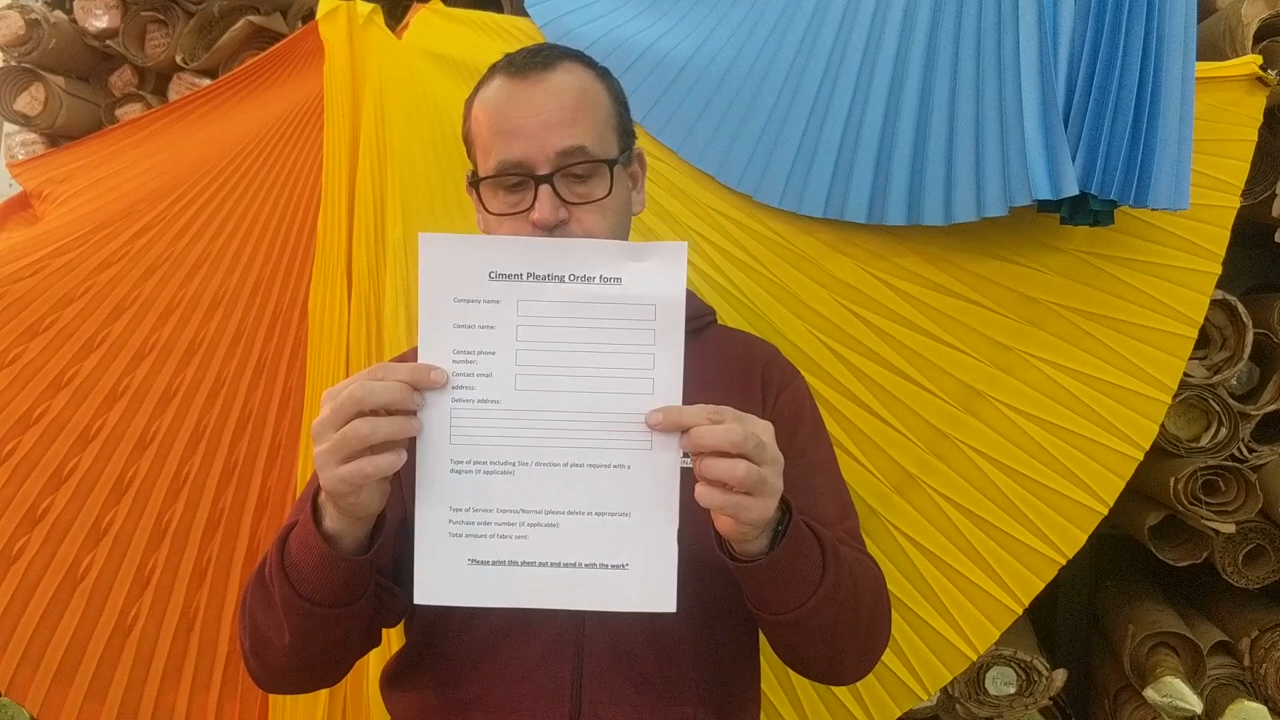 Ciment Pleating Order form
Company name:
Contact name:
Contact phone
number:
Contact email
address:
Delivery address:
Type of pleat including Size / direction of pleat required with a
diagram (if applicable)
Type of Service: Express/Normal (please delete as appropriate)
Purchase order number (if applicable):
Total amount of fabric sent:
*Please print this sheet out and send it with the work*